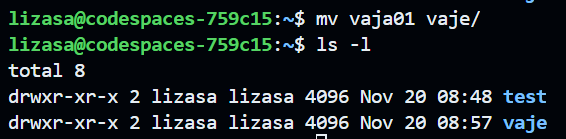 lizasa@codespaces-759c15:~$ mv vaja01 vaje/
lizasa@codespaces-759c15:~$ ls -l
total 8
drwxr-xr-x 2 lizasa lizasa 4096 Nov 20 08:48 test
drwxr-xr-x 2 lizasa lizasa 4096 Nov 20 08:57 vaje